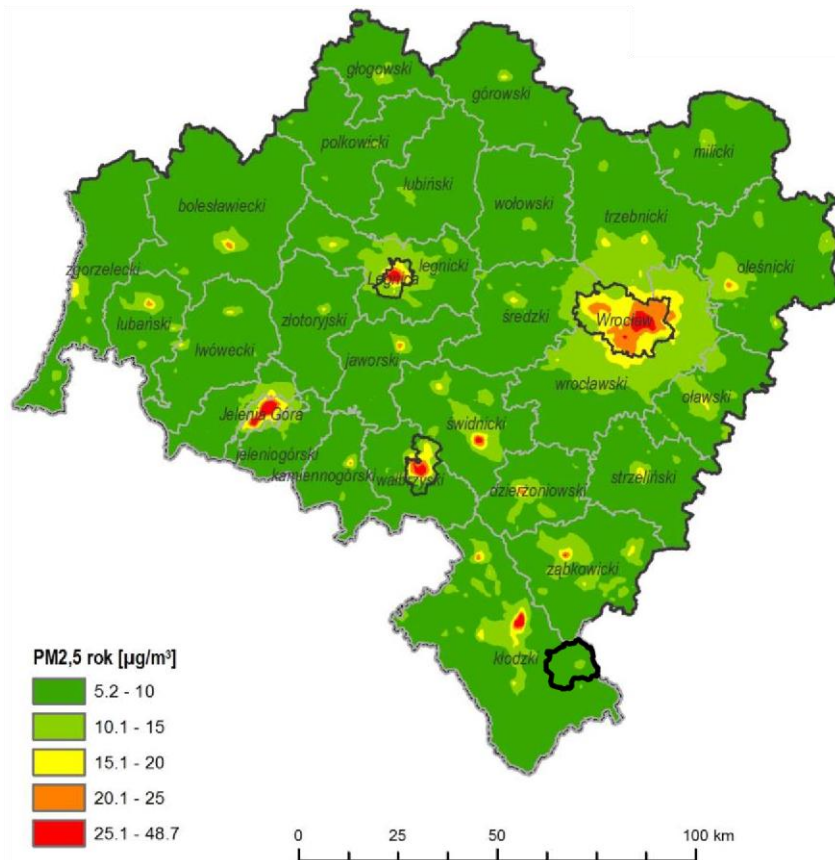 głogowski
górowski
polkowicki
milicki
lubiński
bolesławiecki
wołowski
trzebnicki
zgorzelecki
legnicki
oleśnicki
Legnica
lubański
złotoryjski
średzki
Wrocław
lwówecki
jaworski
wrocławski
oławski
Jelenia Góra
świdnicki
jeleniogórski
kamiennogórski
wałbrzyski
strzeliński
dzierżoniowski
ząbkowicki
kłodzki
PM2,5 rok [µg/m³]
5.2 - 10
10.1 - 15
15.1 - 20
20.1 - 25
25.1 - 48.7
0 25 50 100 km